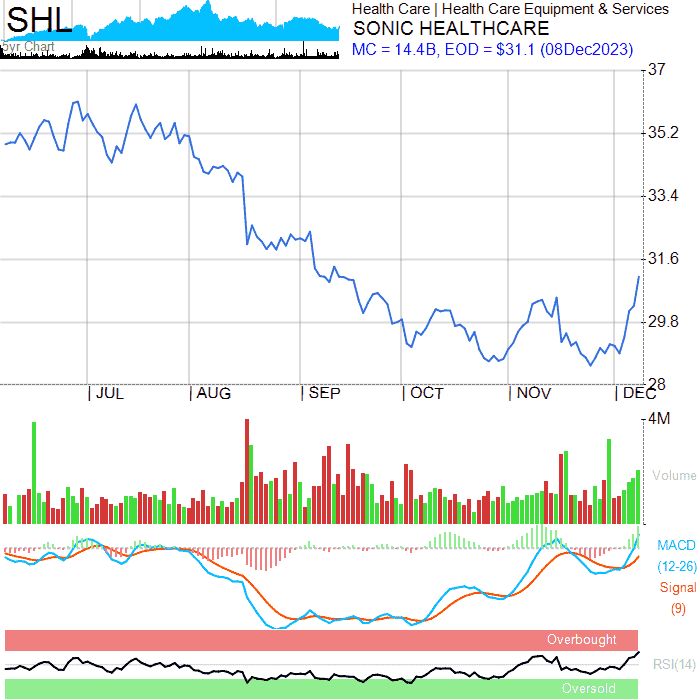 SHL
5yr Chart
Health Care | Health Care Equipment & Services
SONIC HEALTHCARE
MC = 14.4B, EOD = $31.1 (08Dec2023)
37
35.2
33.4
31.6
29.8
28
JUL
AUG
SEP
OCT
NOV
DEC
4M
Volume
MACD
(12-26)
Signal
(9)
Overbought
RSI(14)
Oversold